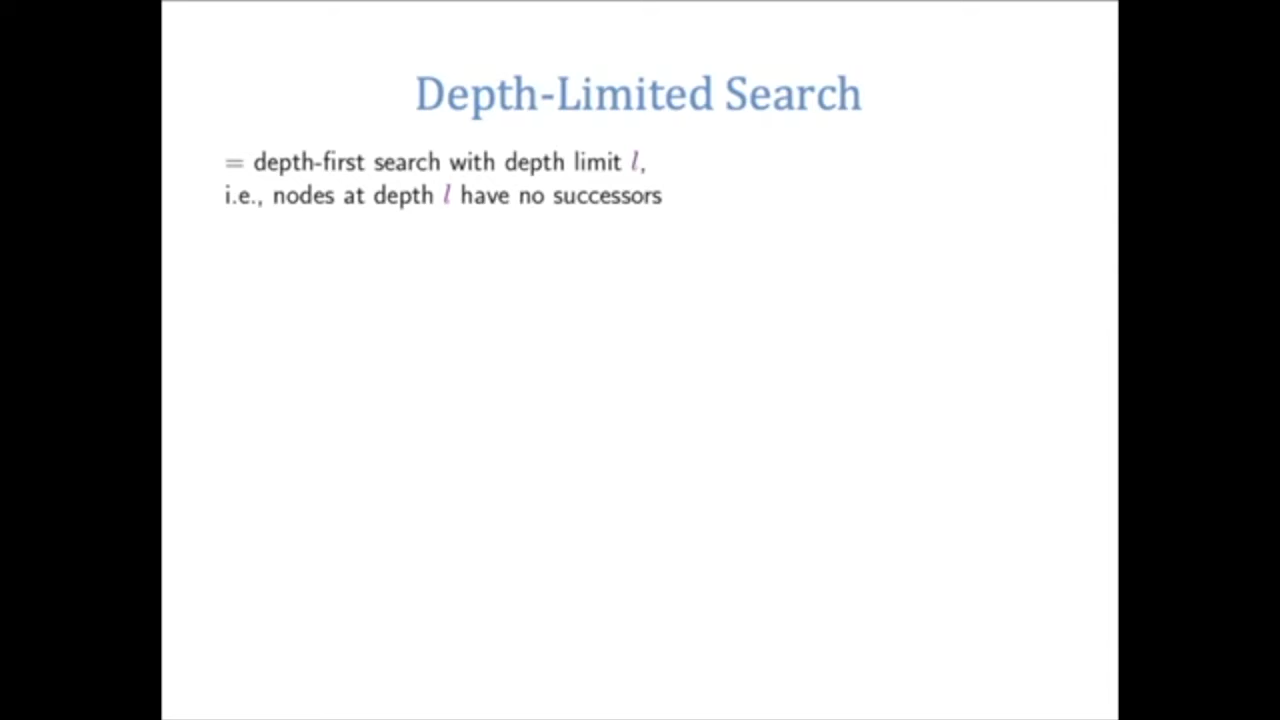 Depth-Limited Search
= depth-first search with depth limit l,
i.e., nodes at depth l have no successors